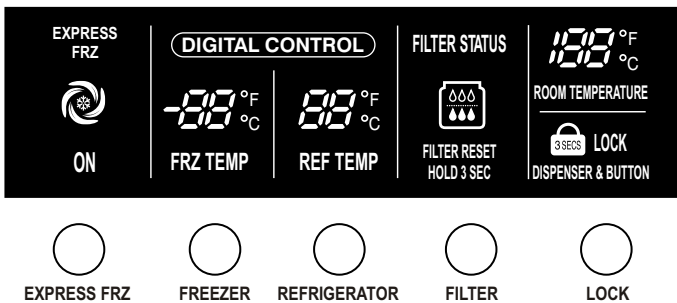 EXPRESS
FRZ
ON
DIGITAL CONTROL
-88 °F
°C
FRZ TEMP
88 °F
°C
REF TEMP
FILTER STATUS
FILTER RESET
HOLD 3 SEC
188 °F
°C
ROOM TEMPERATURE
3 SECS LOCK
DISPENSER & BUTTON
EXPRESS FRZ
FREEZER
REFRIGERATOR
FILTER
LOCK